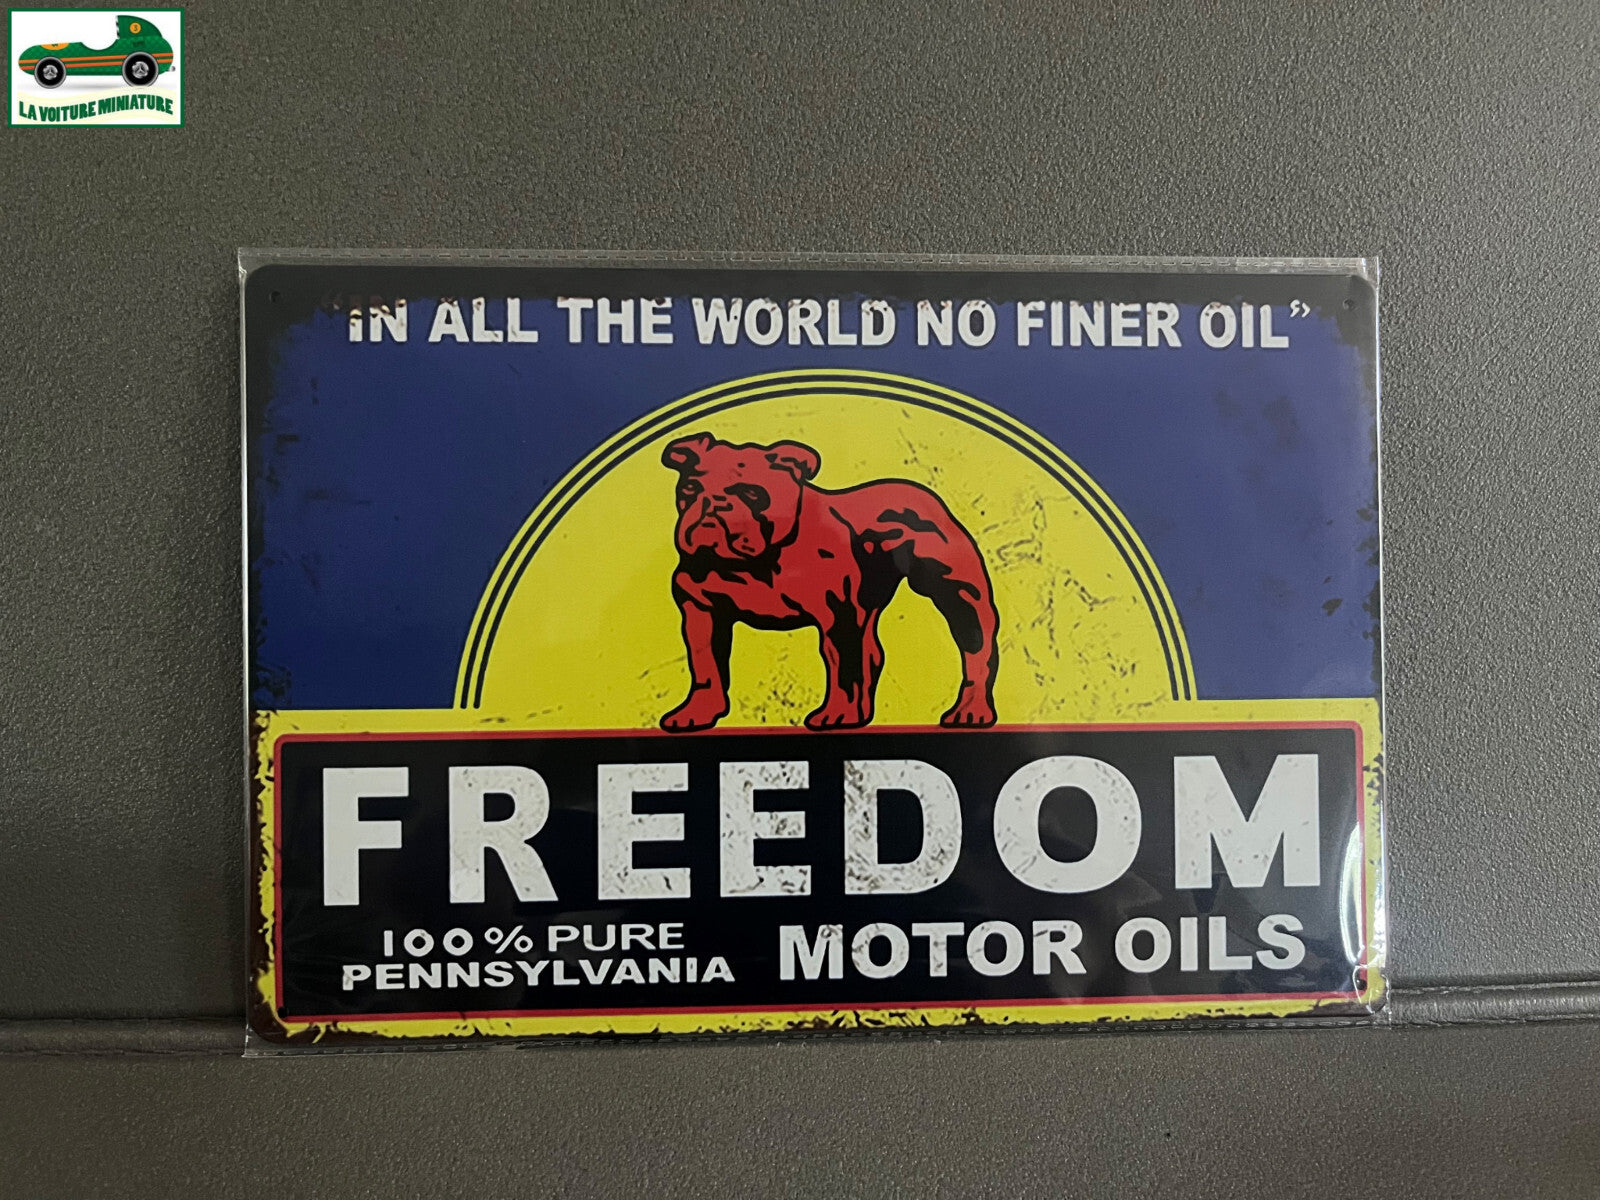 LA VOITURE MINIATURE
"IN ALL THE WORLD NO FINER OIL"
FREEDOM
100% PURE
PENNSYLVANIA
MOTOR OILS